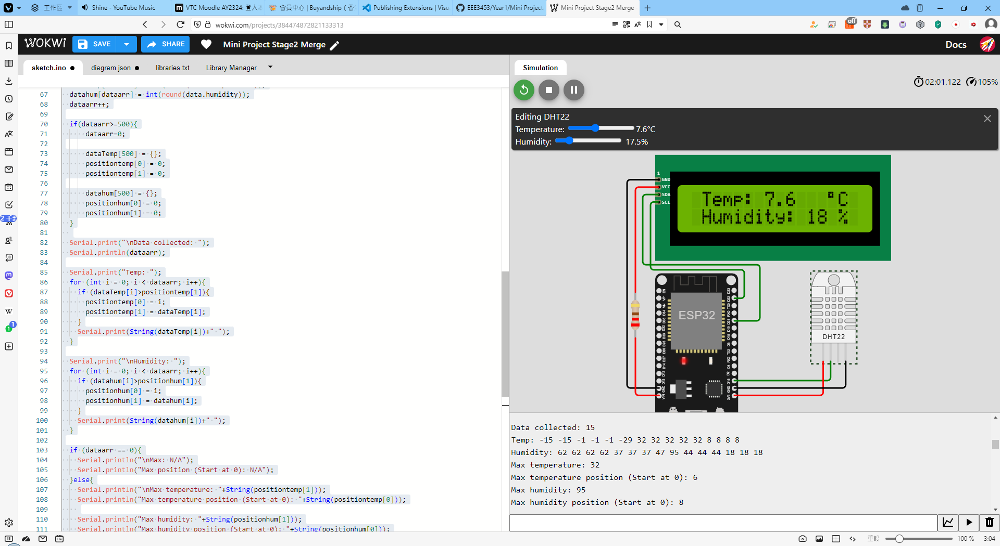 工作區
Shine - YouTube Music
VTC Moodle AY2324: 登入
會員中心 | Buyandship (
Publishing Extensions | Visu
EEE3453/Year1/Mini Project
Mini Project Stage2 Merge
wokwi.com/projects/384474872821133313
off
WOKWI
SAVE
SHARE
Mini Project Stage2 Merge
Docs
sketch.ino
diagram.json
libraries.txt
Library Manager
67 datahum[dataarr] = int(round(data.humidity));
68 dataarr++;
69
70 if(dataarr>=500){
71 dataarr=0;
72
73 dataTemp[500] = {};
74 positiontemp[0] = 0;
75 positiontemp[1] = 0;
76
77 datahum[500] = {};
78 positionhum[0] = 0;
79 positionhum[1] = 0;
80 }
81
82 Serial.print("\nData collected: ");
83 Serial.println(dataarr);
84
85 Serial.print("Temp: ");
86 for (int i = 0; i < dataarr; i++){
87 if (dataTemp[i]>positiontemp[1]){
88 positiontemp[0] = i;
89 positiontemp[1] = dataTemp[i];
90 }
91 Serial.print(String(dataTemp[i])+" ");
92 }
93
94 Serial.print("\nHumidity: ");
95 for (int i = 0; i < dataarr; i++){
96 if (datahum[i]>positionhum[1]){
97 positionhum[0] = i;
98 positionhum[1] = datahum[i];
99 }
100 Serial.print(String(datahum[i])+" ");
101 }
102
103 if (dataarr == 0){
104 Serial.println("\nMax: N/A");
105 Serial.println("Max position (Start at 0): N/A");
106 }else{
107 Serial.println("\nMax temperature: "+String(positiontemp[1]));
108 Serial.println("Max temperature position (Start at 0): "+String(positiontemp[0]));
109
110 Serial.println("Max humidity: "+String(positionhum[1]));
111 Serial.println("Max humidity position (Start at 0): "+String(positionhum[0]));
Simulation
02:01.122
105%
Editing DHT22
Temperature: 7.6°C
Humidity: 17.5%
1
GND
VCC
SDA
SCL
Temp: 7.6 °C
Humidity: 18 %
ESP32
DHT22
Data collected: 15
Temp: -15 -15 -1 -1 -1 -29 32 32 32 32 32 8 8 8 8
Humidity: 62 62 62 62 37 37 37 47 95 44 44 44 18 18 18
Max temperature: 32
Max temperature position (Start at 0): 6
Max humidity: 95
Max humidity position (Start at 0): 8
重設
100 %
3:04